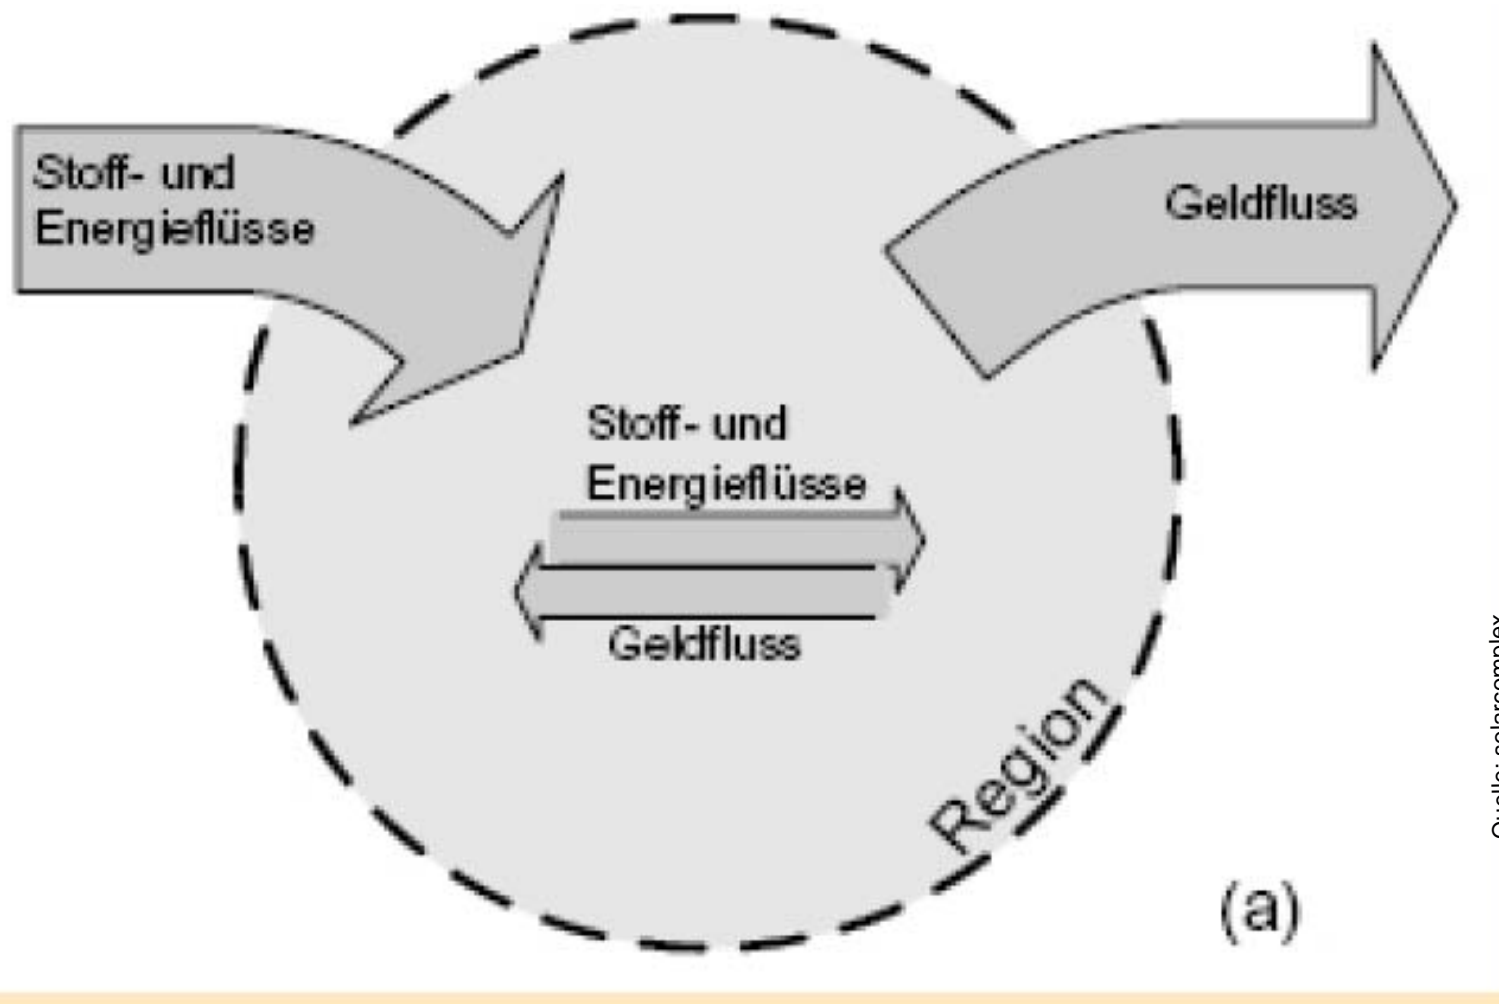 Stoff- und
Energieflüsse
Geldfluss
Stoff- und
Energieflüsse
Geldfluss
Region
(a)